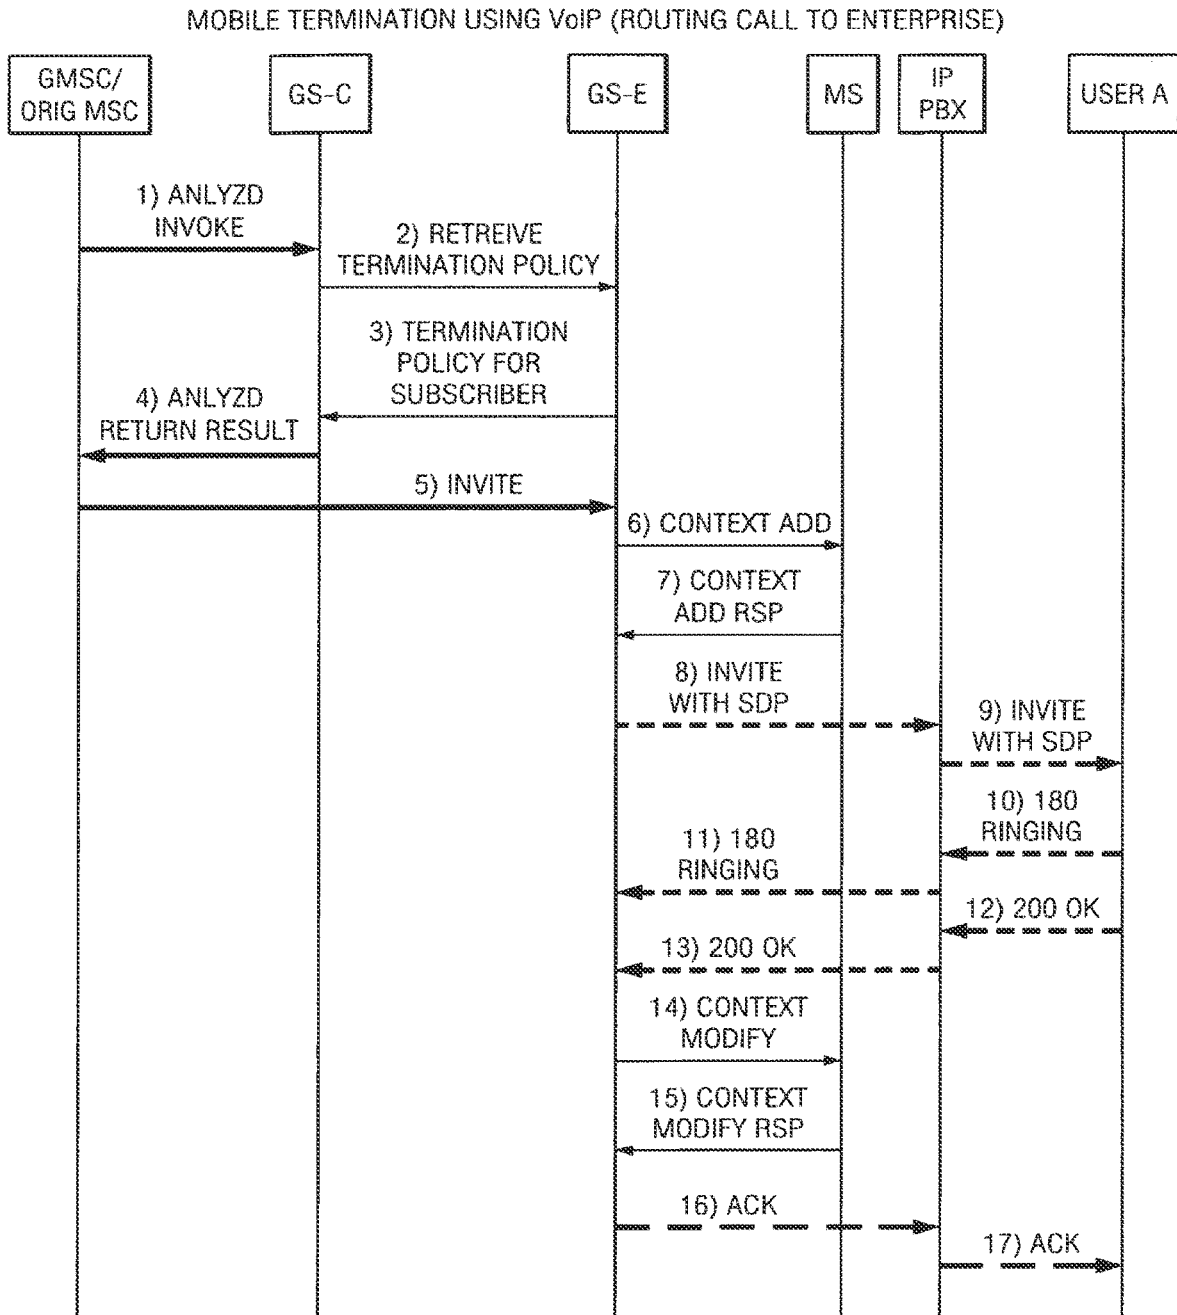 MOBILE TERMINATION USING VoIP (ROUTING CALL TO ENTERPRISE)
GMSC/
ORIG MSC
GS-C
GS-E
MS
IP
PBX
USER A
1) ANLYZD
INVOKE
2) RETREIVE
TERMINATION POLICY
3) TERMINATION
POLICY FOR
SUBSCRIBER
4) ANLYZD
RETURN RESULT
5) INVITE
6) CONTEXT ADD
7) CONTEXT
ADD RSP
8) INVITE
WITH SDP
9) INVITE
WITH SDP
10) 180
RINGING
11) 180
RINGING
12) 200 OK
13) 200 OK
14) CONTEXT
MODIFY
15) CONTEXT
MODIFY RSP
16) ACK
17) ACK